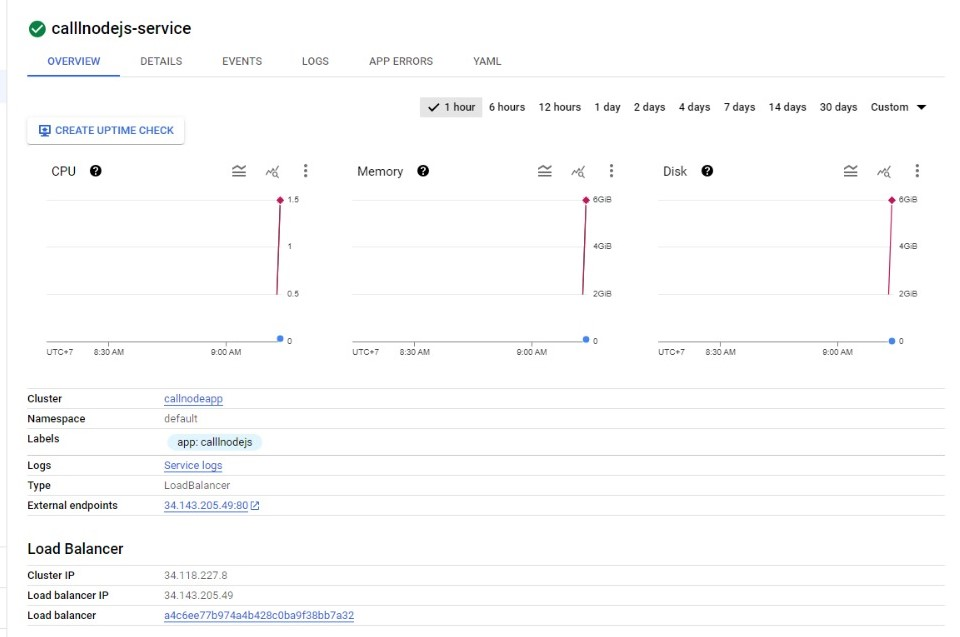 calllnodejs-service
OVERVIEW DETAILS EVENTS LOGS APP ERRORS YAML
1 hour 6 hours 12 hours 1 day 2 days 4 days 7 days 14 days 30 days Custom
CREATE UPTIME CHECK
CPU Memory Disk
1.5 6GiB 6GiB
1 4GiB 4GiB
0.5 2GiB 2GiB
0 0 0
UTC+7 8:30 AM 9:00 AM UTC+7 8:30 AM 9:00 AM UTC+7 8:30 AM 9:00 AM
Cluster callnodeapp
Namespace default
Labels app: calllnodejs
Logs Service logs
Type LoadBalancer
External endpoints 34.143.205.49:80
Load Balancer
Cluster IP 34.118.227.8
Load balancer IP 34.143.205.49
Load balancer a4c6ee77b974a4b428c0ba9f38bb7a32